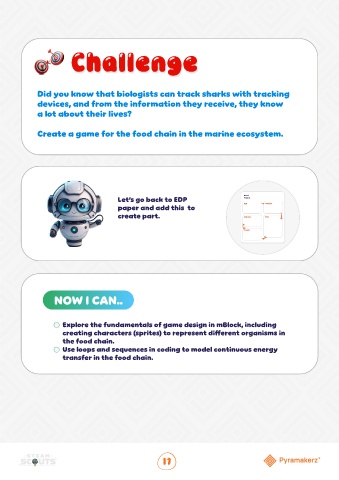 Challenge
Did you know that biologists can track sharks with tracking
devices, and from the information they receive, they know
a lot about their lives?
Create a game for the food chain in the marine ecosystem.
Let's go back to EDP
paper and add this to
create part.
NOW I CAN..
Explore the fundamentals of game design in mBlock, including
creating characters (sprites) to represent different organisms in
the food chain.
Use loops and sequences in coding to model continuous energy
transfer in the food chain.
STEAM
SCOUTS
17
Pyramakerz